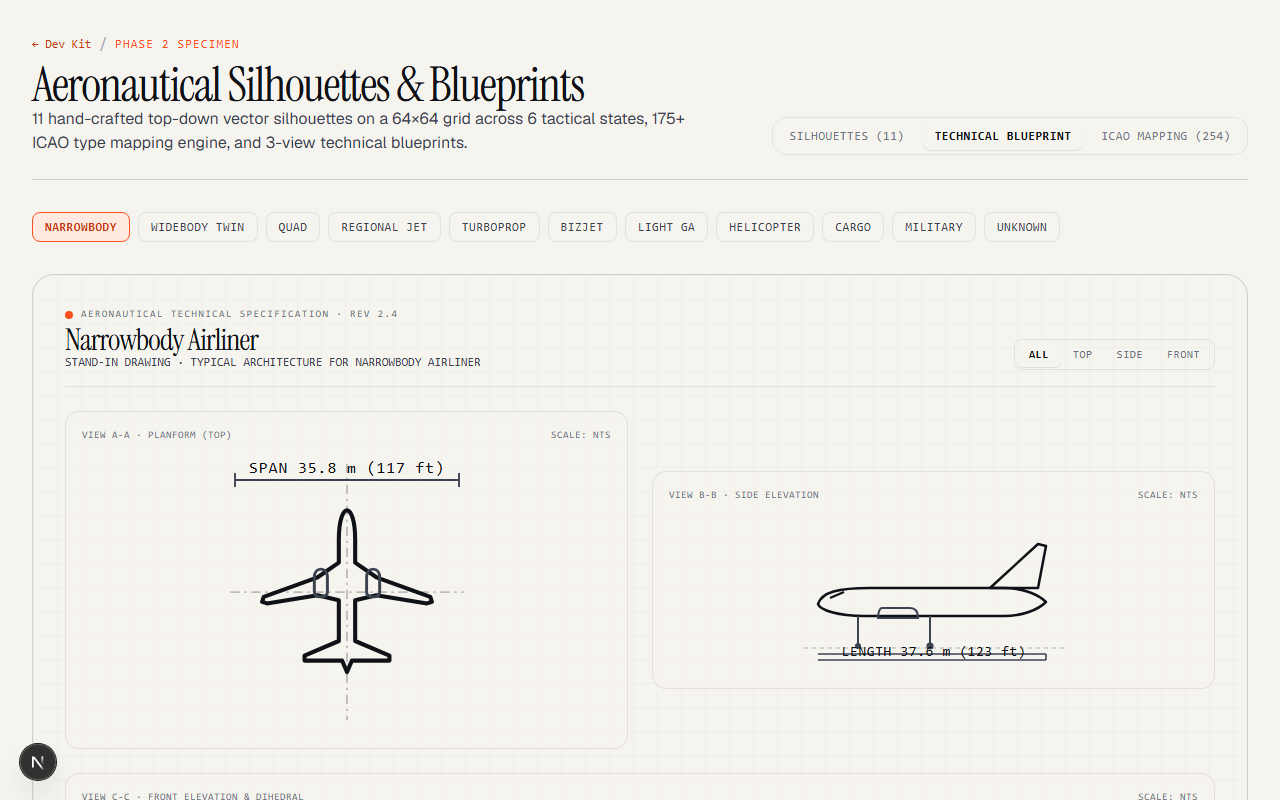 ← Dev Kit / PHASE 2 SPECIMEN
Aeronautical Silhouettes & Blueprints
11 hand-crafted top-down vector silhouettes on a 64×64 grid across 6 tactical states, 175+
ICAO type mapping engine, and 3-view technical blueprints.
SILHOUETTES (11) TECHNICAL BLUEPRINT ICAO MAPPING (254)
NARROWBODY WIDEBODY TWIN QUAD REGIONAL JET TURBOPROP BIZJET LIGHT GA HELICOPTER CARGO MILITARY UNKNOWN
AERONAUTICAL TECHNICAL SPECIFICATION · REV 2.4
Narrowbody Airliner
STAND-IN DRAWING · TYPICAL ARCHITECTURE FOR NARROWBODY AIRLINER
ALL TOP SIDE FRONT
VIEW A-A · PLANFORM (TOP) SCALE: NTS
SPAN 35.8 m (117 ft)
VIEW B-B · SIDE ELEVATION SCALE: NTS
LENGTH 37.6 m (123 ft)
N
VIEW C-C · FRONT ELEVATION & DIHEDRAL SCALE: NTS